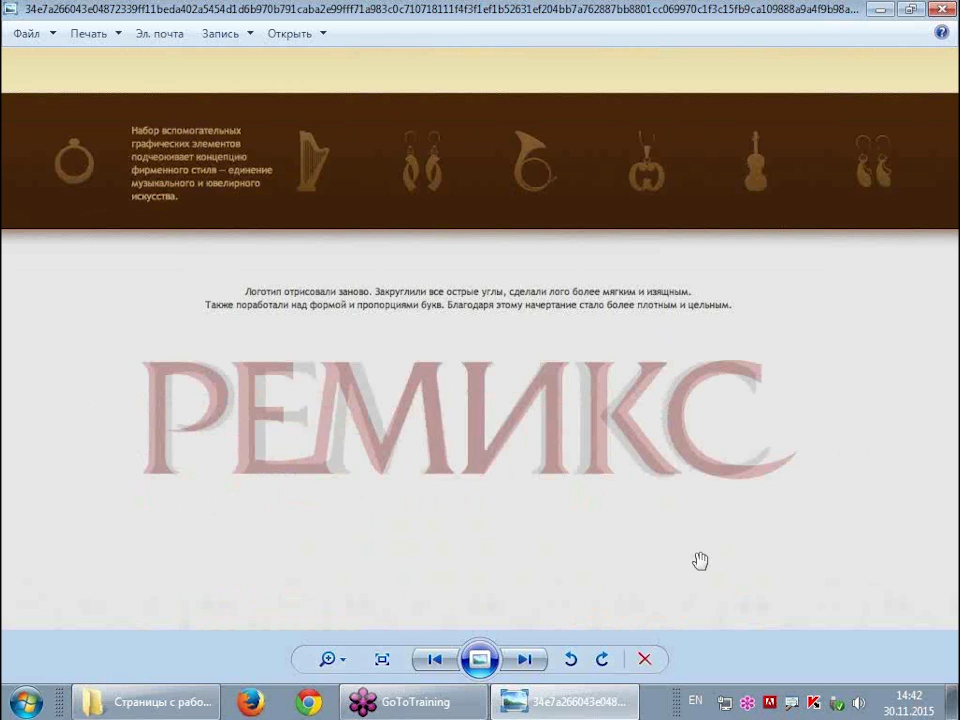 34e7a266043e04872339ff11beda402a5454d1d6b970b791caba2e99fff71a983c0c710718111f4f3f1ef1b52631ef204bb7a762887bb8801cc069970c1f3c15fb9ca109888a9a4f9b98a...
Файл Печать Эл. почта Запись Открыть
Набор вспомогательных
графических элементов
подчеркивает концепцию
фирменного стиля — единение
музыкального и ювелирного
искусства.
Логотип отрисовали заново. Закруглили все острые углы, сделали лого более мягким и изящным.
Также поработали над формой и пропорциями букв. Благодаря этому начертание стало более плотным и цельным.
РЕМИКС
Страницы с рабо... GoToTraining 34e7a266043e048... EN 14:42
30.11.2015